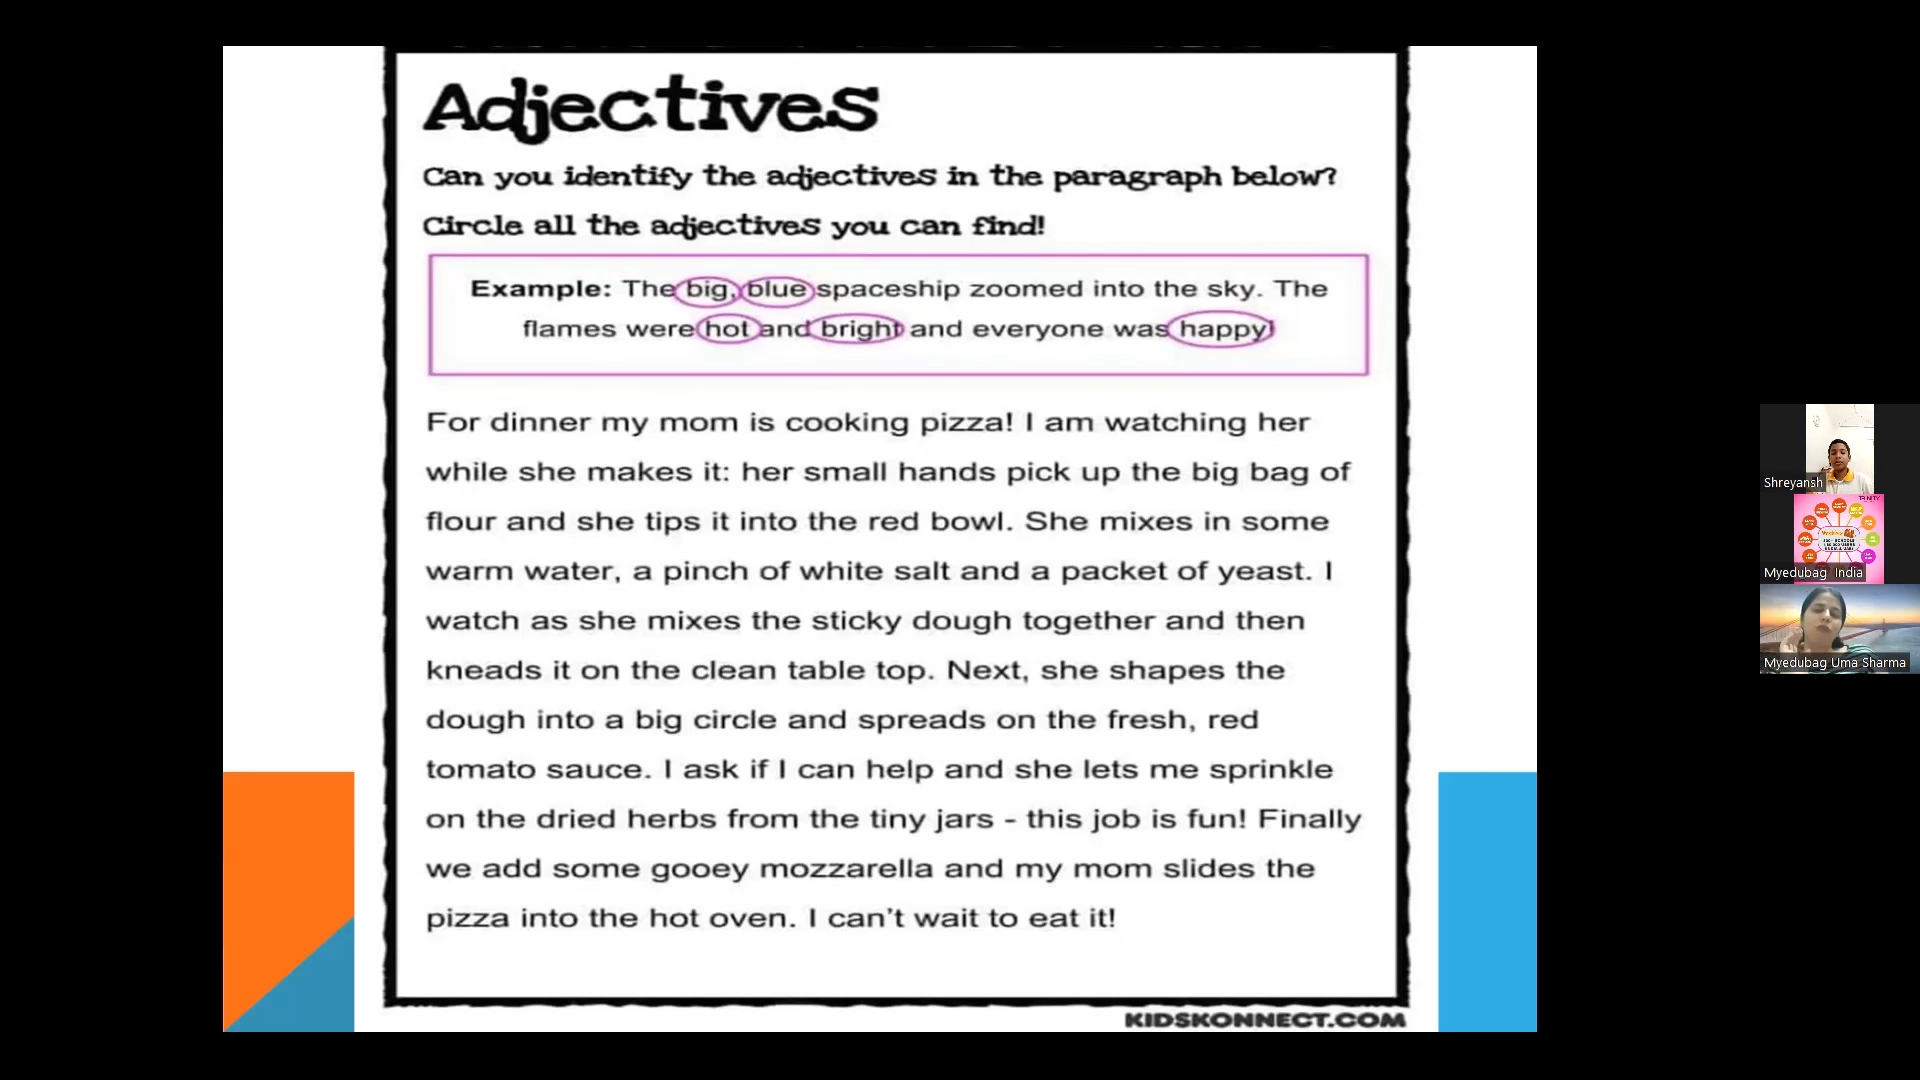 Adjectives
Can you identify the adjectives in the paragraph below?
Circle all the adjectives you can find!
Example: The big, blue spaceship zoomed into the sky. The
flames were hot and bright and everyone was happy!
For dinner my mom is cooking pizza! I am watching her
while she makes it: her small hands pick up the big bag of
flour and she tips it into the red bowl. She mixes in some
warm water, a pinch of white salt and a packet of yeast. I
watch as she mixes the sticky dough together and then
kneads it on the clean table top. Next, she shapes the
dough into a big circle and spreads on the fresh, red
tomato sauce. I ask if I can help and she lets me sprinkle
on the dried herbs from the tiny jars - this job is fun! Finally
we add some gooey mozzarella and my mom slides the
pizza into the hot oven. I can't wait to eat it!
KIDSKONNECT.COM
Shreyansh
TRINITY
Myedubag India
Myedubag Uma Sharma